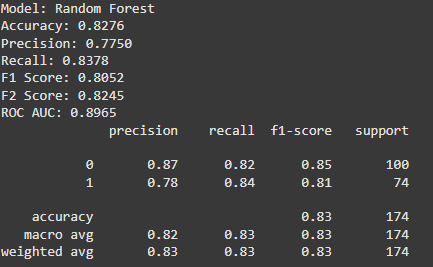 Model: Random Forest
Accuracy: 0.8276
Precision: 0.7750
Recall: 0.8378
F1 Score: 0.8052
F2 Score: 0.8245
ROC AUC: 0.8965
precision recall f1-score support
0 0.87 0.82 0.85 100
1 0.78 0.84 0.81 74
accuracy 0.83 174
macro avg 0.82 0.83 0.83 174
weighted avg 0.83 0.83 0.83 174